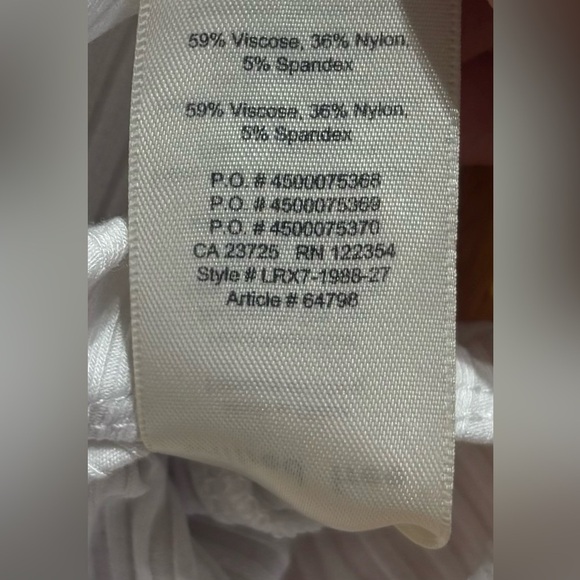 59% Viscose, 36% Nylon,
5% Spandex
59% Viscose, 36% Nylon,
5% Spandex
P.O. # 4500075368
P.O. # 4500075369
P.O. # 4500075370
CA 23725 RN 122354
Style # LRX7-1988-27
Article # 64798